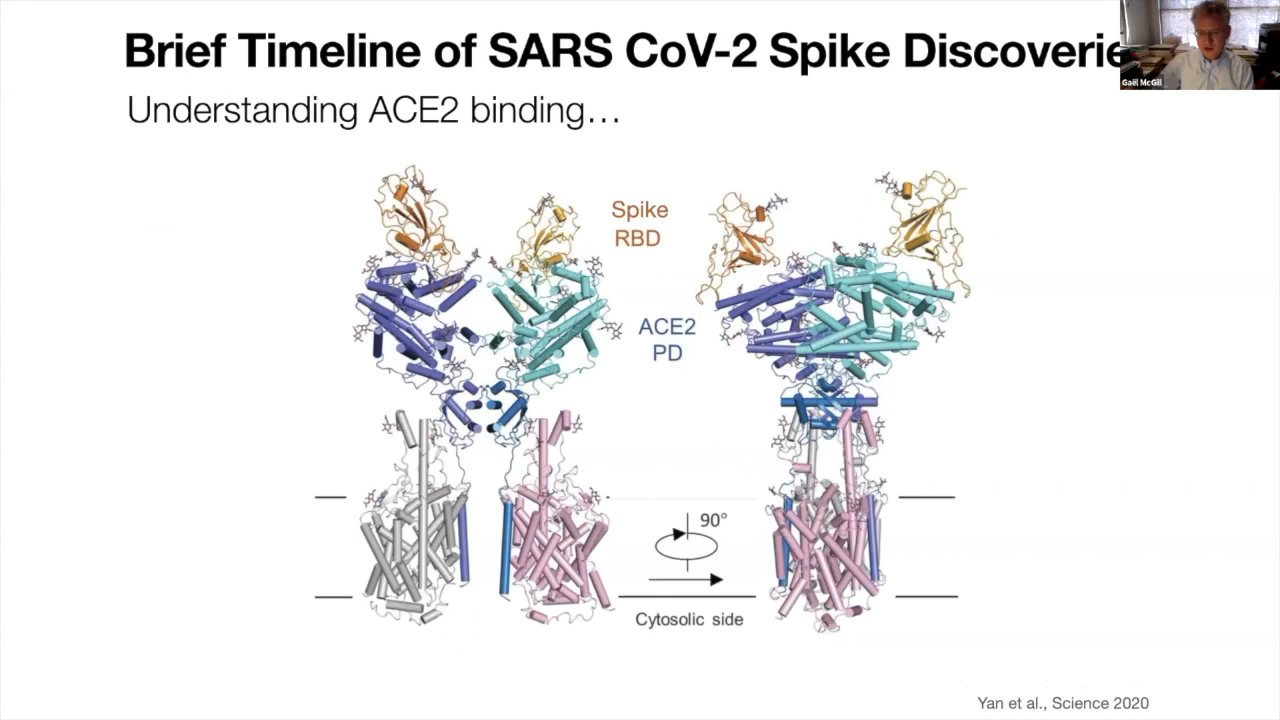 Brief Timeline of SARS CoV-2 Spike Discoverie
Gaël McGill
Understanding ACE2 binding…
Spike
RBD
ACE2
PD
90°
Cytosolic side
Yan et al., Science 2020